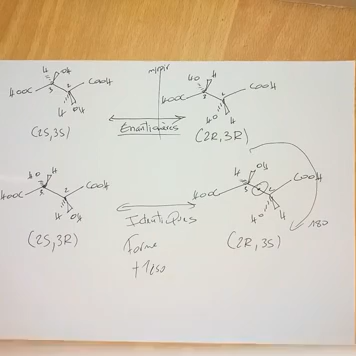 miroir
H OH
HOOC 3 2 COOH
H OH
(2S,3S)
Enantiomères
HO H
HOOC 3 2 COOH
HO H
(2R,3R)
HO H
HOOC 3 2 COOH
H OH
(2S,3R)
Identiques
Forme
H OH
HOOC 3 2 COOH
HO H
(2R,3S)
180